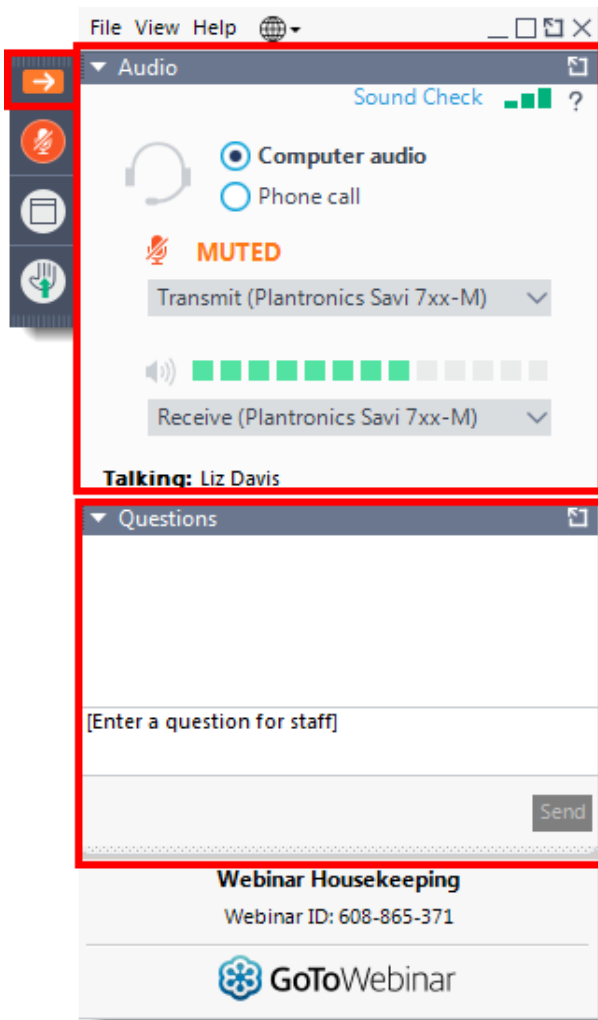 File View Help
Audio
Sound Check ?
Computer audio
Phone call
MUTED
Transmit (Plantronics Savi 7xx-M)
Receive (Plantronics Savi 7xx-M)
Talking: Liz Davis
Questions
[Enter a question for staff]
Send
Webinar Housekeeping
Webinar ID: 608-865-371
GoToWebinar